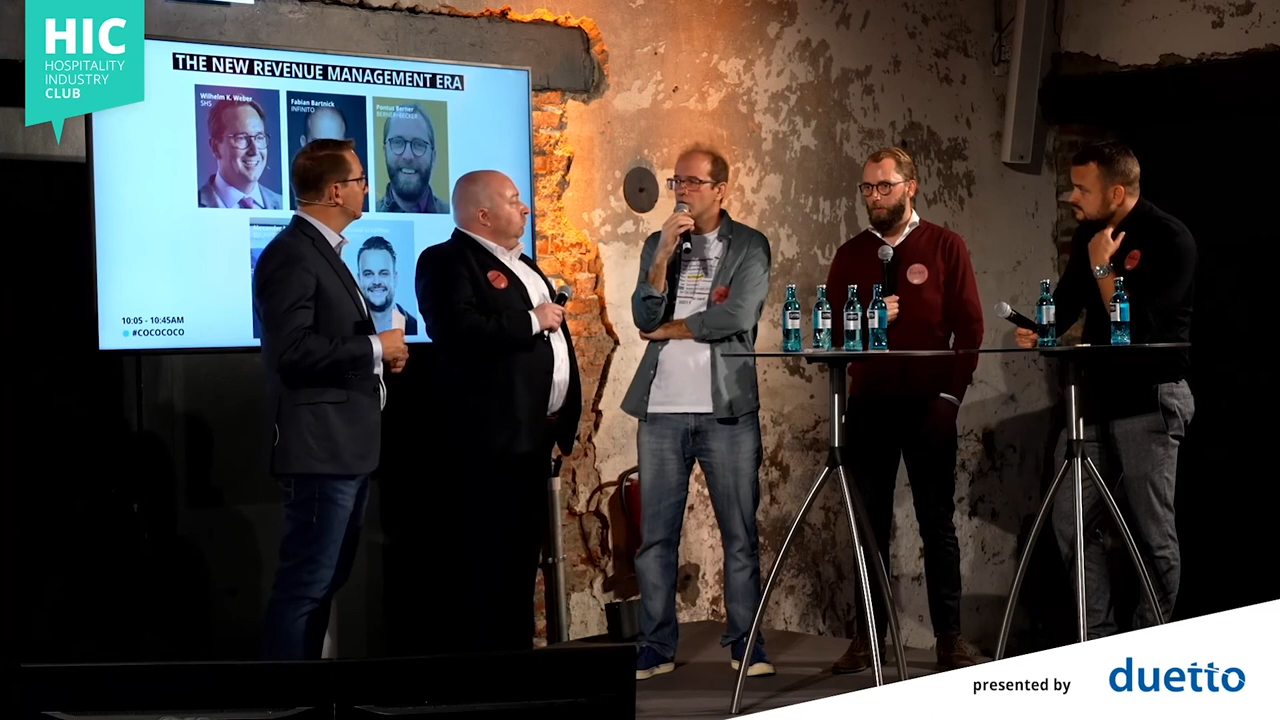 HIC
HOSPITALITY
INDUSTRY
CLUB
THE NEW REVENUE MANAGEMENT ERA
Wilhelm K. Weber
SHS
Fabian Bartnick
INFINITO
Pontus Berner
BERNER+BECKER
10:05 - 10:45AM
#COCOCOCO
presented by
duetto